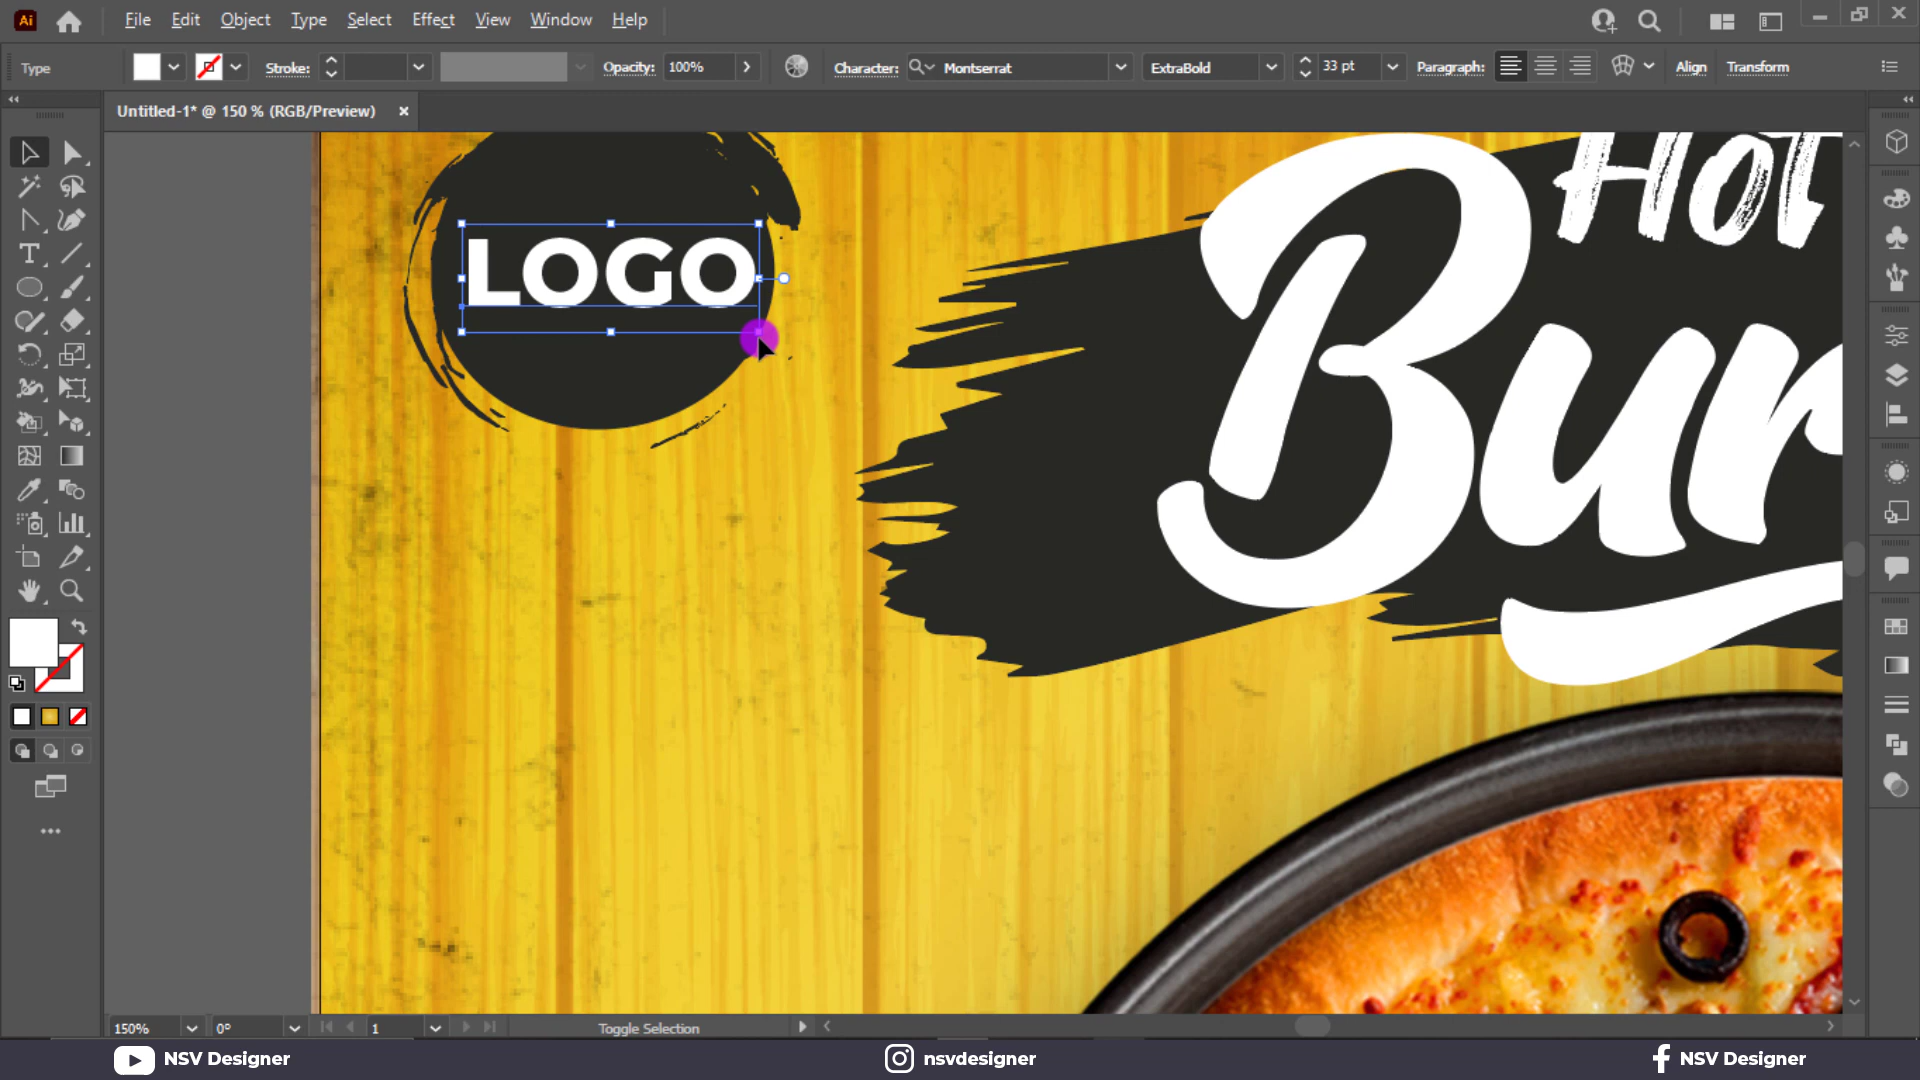 Ai File Edit Object Type Select Effect View Window Help
Type Stroke: Opacity: 100% Character: Montserrat ExtraBold 33 pt Paragraph: Align Transform
Untitled-1* @ 150 % (RGB/Preview)
Hot
LOGO
Bur
150% 0° 1 Toggle Selection
NSV Designer nsvdesigner NSV Designer